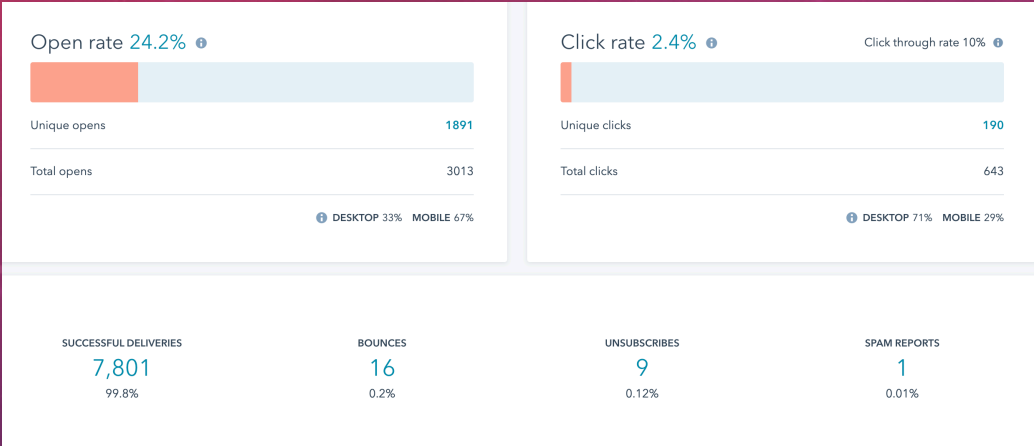 Open rate 24.2%
Click rate 2.4%
Click through rate 10%
Unique opens 1891
Unique clicks 190
Total opens 3013
Total clicks 643
DESKTOP 33% MOBILE 67%
DESKTOP 71% MOBILE 29%
SUCCESSFUL DELIVERIES
BOUNCES
UNSUBSCRIBES
SPAM REPORTS
7,801
16
9
1
99.8%
0.2%
0.12%
0.01%